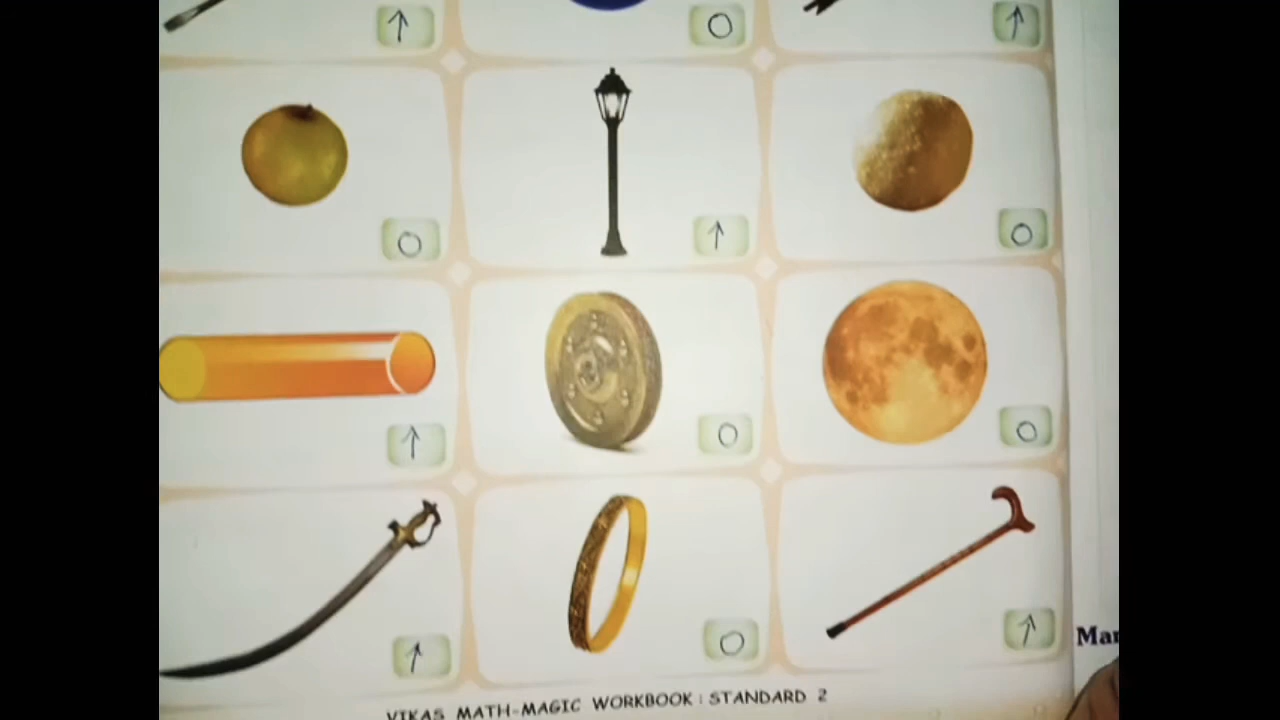 ↑ O ↑
O ↑ O
↑ O O
↑ O ↑
VIKAS MATH-MAGIC WORKBOOK : STANDARD 2